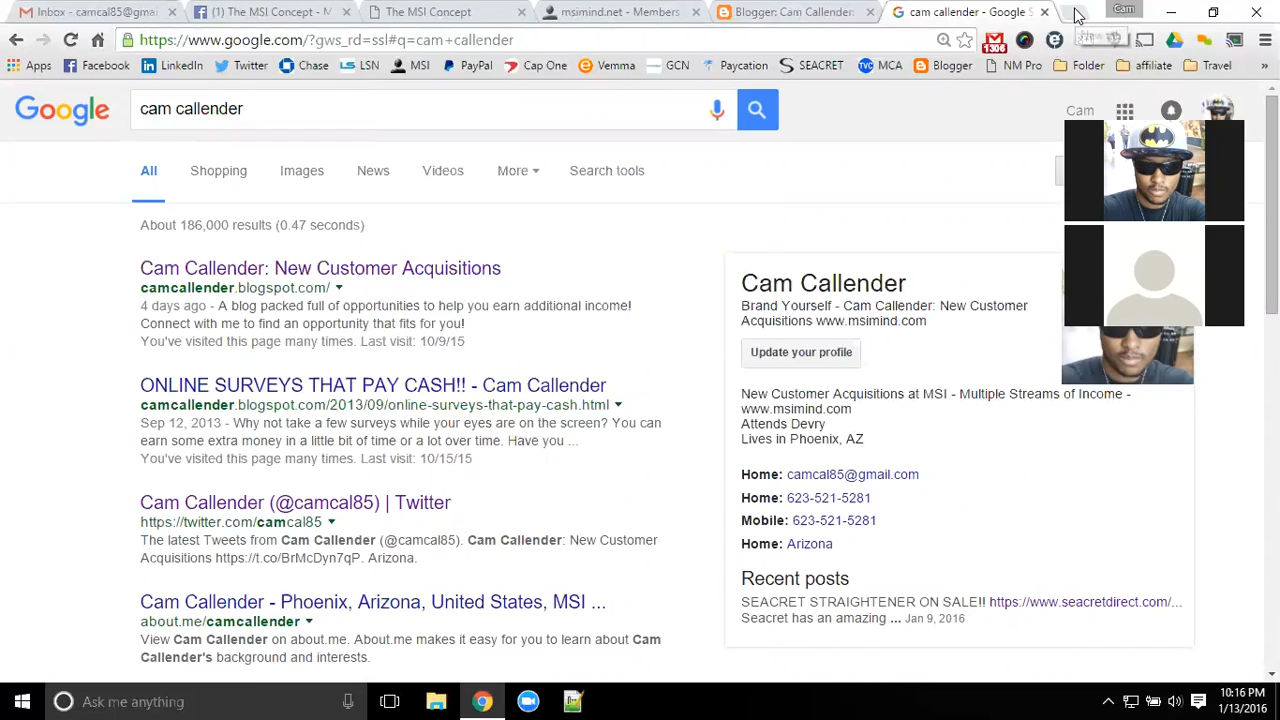 Inbox - camcal85@gma
(1) The MSI Concept - M
The MSI Concept
msimind.net - Members
Blogger: Cam Callender:
cam callender - Google S
Cam
https://www.google.com/?gws_rd=ssl#q=cam+callender
1306
Apps Facebook LinkedIn Twitter Chase LSN MSI PayPal Cap One Vemma GCN Paycation SEACRET MCA Blogger NM Pro Folder affiliate Travel »
Google
cam callender
Cam
All Shopping Images News Videos More Search tools
About 186,000 results (0.47 seconds)
Cam Callender: New Customer Acquisitions
camcallender.blogspot.com/
4 days ago - A blog packed full of opportunities to help you earn additional income!
Connect with me to find an opportunity that fits for you!
You've visited this page many times. Last visit: 10/9/15
ONLINE SURVEYS THAT PAY CASH!! - Cam Callender
camcallender.blogspot.com/2013/09/online-surveys-that-pay-cash.html
Sep 12, 2013 - Why not take a few surveys while your eyes are on the screen? You can
earn some extra money in a little bit of time or a lot over time. Have you ...
You've visited this page many times. Last visit: 10/15/15
Cam Callender (@camcal85) | Twitter
https://twitter.com/camcal85
The latest Tweets from Cam Callender (@camcal85). Cam Callender: New Customer
Acquisitions https://t.co/BrMcDyn7qP. Arizona.
Cam Callender - Phoenix, Arizona, United States, MSI ...
about.me/camcallender
View Cam Callender on about.me. About.me makes it easy for you to learn about Cam
Callender's background and interests.
Cam Callender
Brand Yourself - Cam Callender: New Customer
Acquisitions www.msimind.com
Update your profile
New Customer Acquisitions at MSI - Multiple Streams of Income -
www.msimind.com
Attends Devry
Lives in Phoenix, AZ
Home: camcal85@gmail.com
Home: 623-521-5281
Mobile: 623-521-5281
Home: Arizona
Recent posts
SEACRET STRAIGHTENER ON SALE!! https://www.seacretdirect.com/...
Seacret has an amazing ... Jan 9, 2016
Ask me anything
10:16 PM
1/13/2016